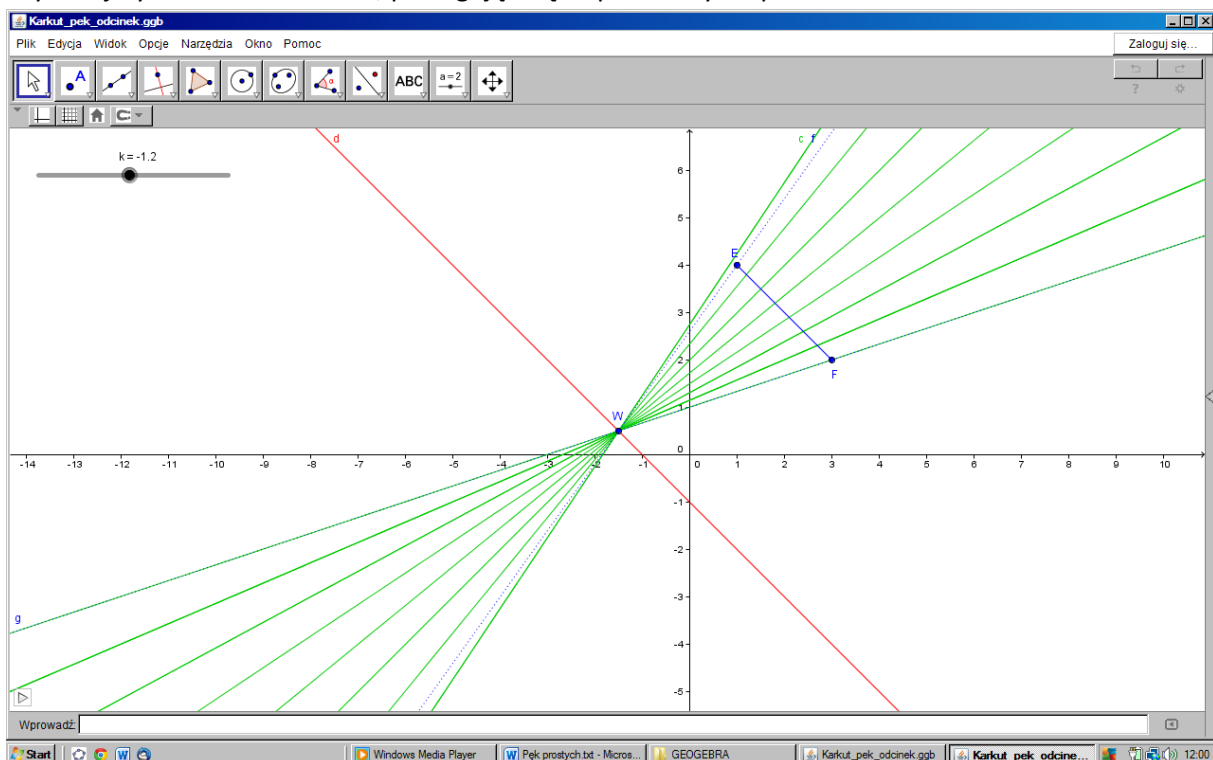 Karkut_pek_odcinek.ggb
Plik Edycja Widok Opcje Narzędzia Okno Pomoc
Zaloguj się...
A
α
ABC
a=2
?
k = -1.2
d
c f
6
5
E
4
3
2
F
W
1
0
-14 -13 -12 -11 -10 -9 -8 -7 -6 -5 -4 -3 -2 -1 0 1 2 3 4 5 6 7 8 9 10
-1
-2
-3
g
-4
-5
Wprowadź:
Start
Windows Media Player
Pęk prostych.txt - Micros...
GEOGEBRA
Karkut_pek_odcinek.ggb
Karkut_pek_odcine...
12:00